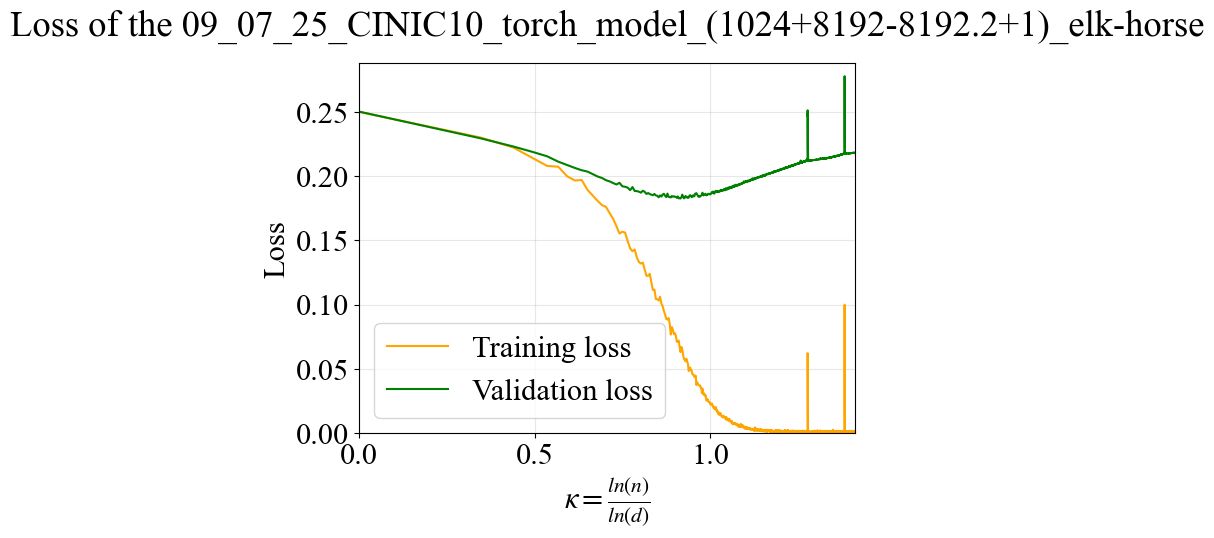 Loss of the 09_07_25_CINIC10_torch_model_(1024+8192-8192.2+1)_elk-horse
0.25
0.20
0.15
0.10
0.05
0.00
Loss
Training loss
Validation loss
0.0 0.5 1.0
κ = ln(n)/ln(d)